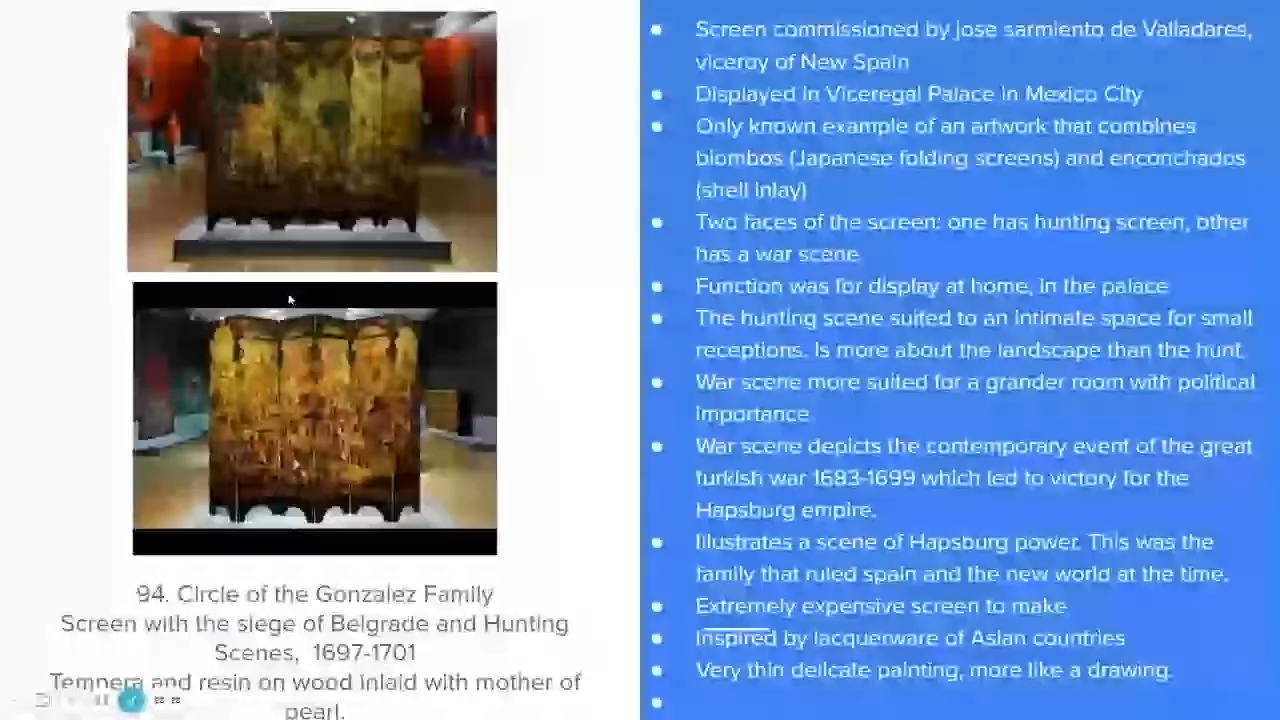 94. Circle of the Gonzalez Family
Screen with the siege of Belgrade and Hunting
Scenes, 1697-1701
Tempera and resin on wood inlaid with mother of
pearl.
Screen commissioned by jose sarmiento de Valladares,
viceroy of New Spain
Displayed in Viceregal Palace in Mexico City
Only known example of an artwork that combines
biombos (Japanese folding screens) and enconchados
(shell inlay)
Two faces of the screen: one has hunting screen, other
has a war scene
Function was for display at home, in the palace
The hunting scene suited to an intimate space for small
receptions. Is more about the landscape than the hunt.
War scene more suited for a grander room with political
importance
War scene depicts the contemporary event of the great
turkish war 1683-1699 which led to victory for the
Hapsburg empire.
Illustrates a scene of Hapsburg power. This was the
family that ruled spain and the new world at the time.
Extremely expensive screen to make
Inspired by lacquerware of Asian countries
Very thin delicate painting, more like a drawing.